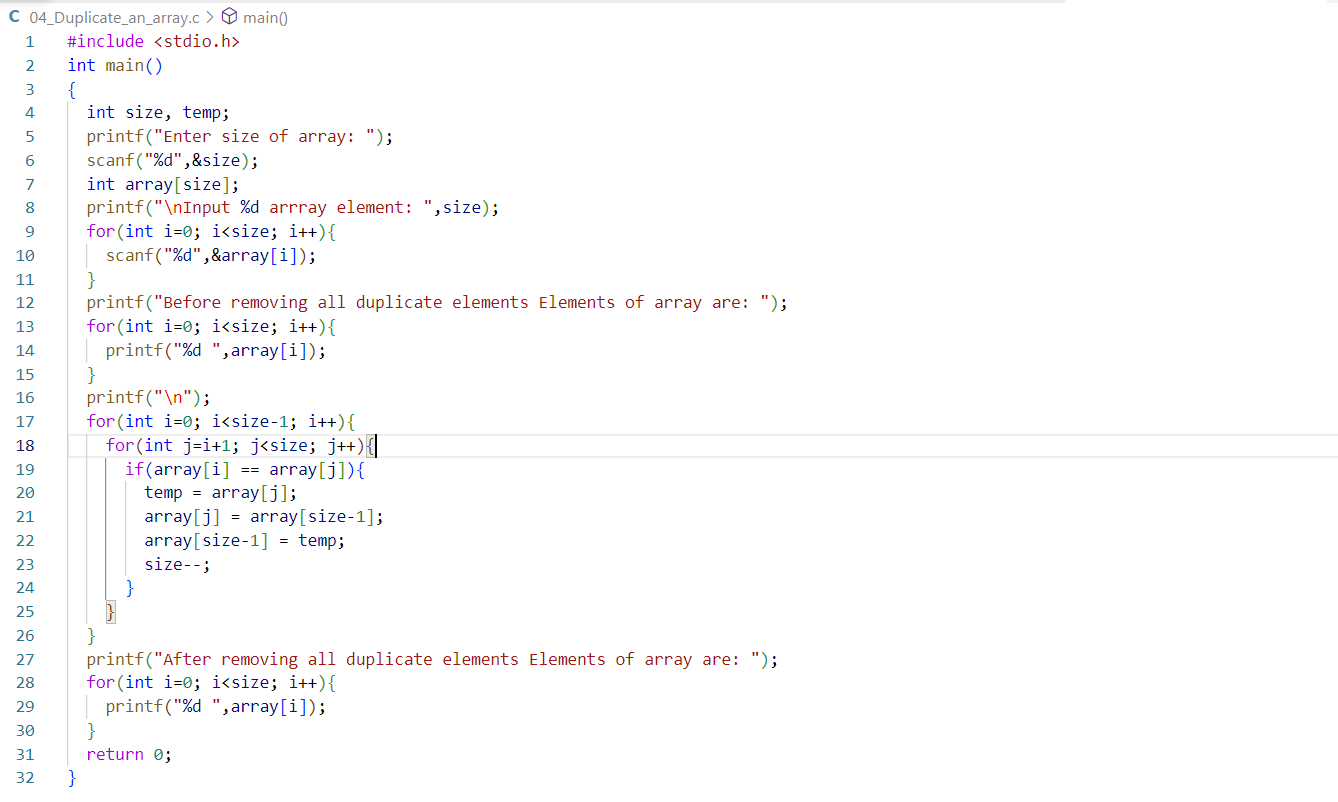 C 04_Duplicate_an_array.c > main()
1 #include <stdio.h>
2 int main()
3 {
4 int size, temp;
5 printf("Enter size of array: ");
6 scanf("%d",&size);
7 int array[size];
8 printf("\nInput %d arrray element: ",size);
9 for(int i=0; i<size; i++){
10 scanf("%d",&array[i]);
11 }
12 printf("Before removing all duplicate elements Elements of array are: ");
13 for(int i=0; i<size; i++){
14 printf("%d ",array[i]);
15 }
16 printf("\n");
17 for(int i=0; i<size-1; i++){
18 for(int j=i+1; j<size; j++){
19 if(array[i] == array[j]){
20 temp = array[j];
21 array[j] = array[size-1];
22 array[size-1] = temp;
23 size--;
24 }
25 }
26 }
27 printf("After removing all duplicate elements Elements of array are: ");
28 for(int i=0; i<size; i++){
29 printf("%d ",array[i]);
30 }
31 return 0;
32 }